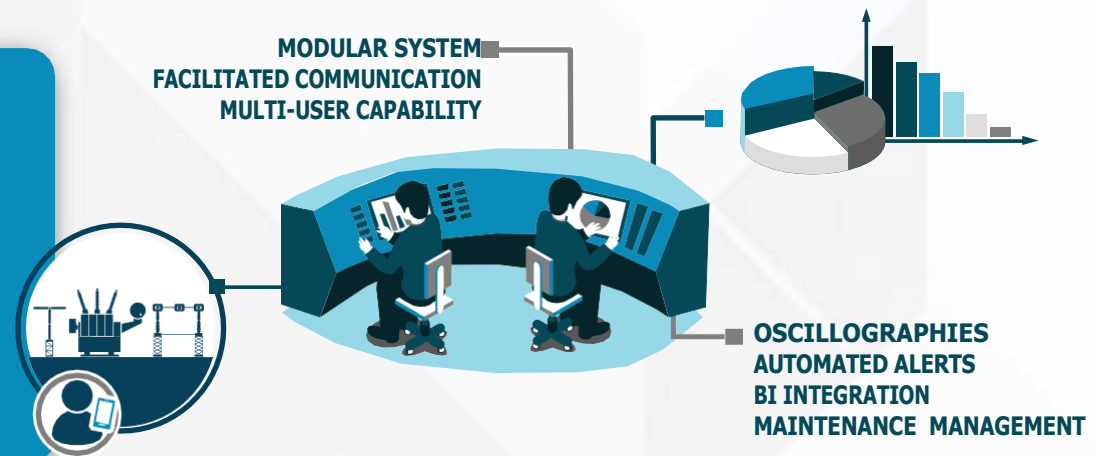 MODULAR SYSTEM
FACILITATED COMMUNICATION
MULTI-USER CAPABILITY
OSCILLOGRAPHIES
AUTOMATED ALERTS
BI INTEGRATION
MAINTENANCE MANAGEMENT